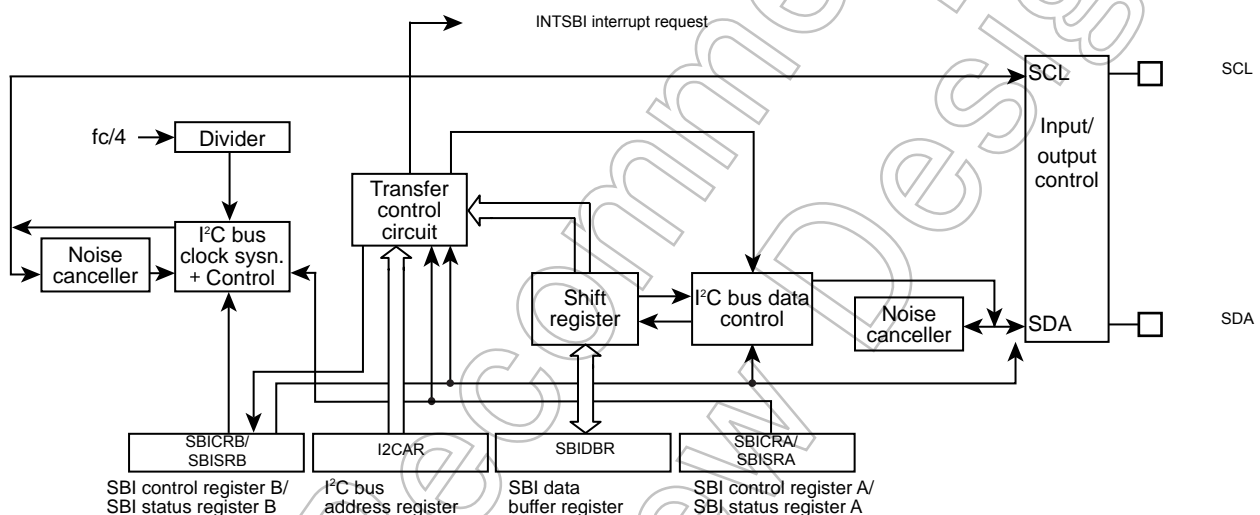 INTSBI interrupt request
SCL
SCL
fc/4
Divider
Input/
output
control
Transfer
control
circuit
I²C bus
clock sysn.
+ Control
Noise
canceller
Shift
register
I²C bus data
control
Noise
canceller
SDA
SDA
SBICRB/
SBISRB
I2CAR
SBIDBR
SBICRA/
SBISRA
SBI control register B/
SBI status register B
I²C bus
address register
SBI data
buffer register
SBI control register A/
SBI status register A